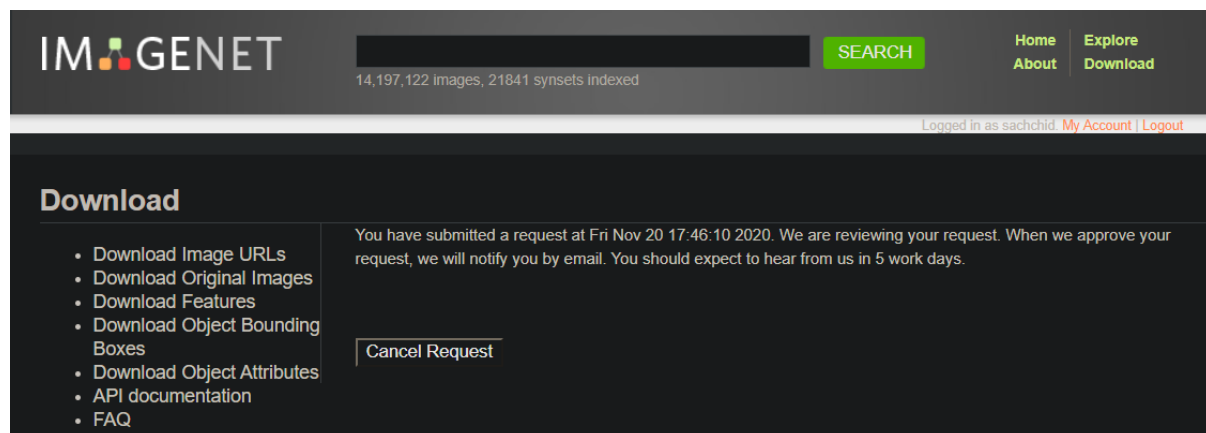 IMAGENET
SEARCH
14,197,122 images, 21841 synsets indexed
Home
Explore
About
Download
Logged in as sachchid. My Account | Logout
Download
• Download Image URLs
• Download Original Images
• Download Features
• Download Object Bounding
Boxes
• Download Object Attributes
• API documentation
• FAQ
You have submitted a request at Fri Nov 20 17:46:10 2020. We are reviewing your request. When we approve your
request, we will notify you by email. You should expect to hear from us in 5 work days.
Cancel Request